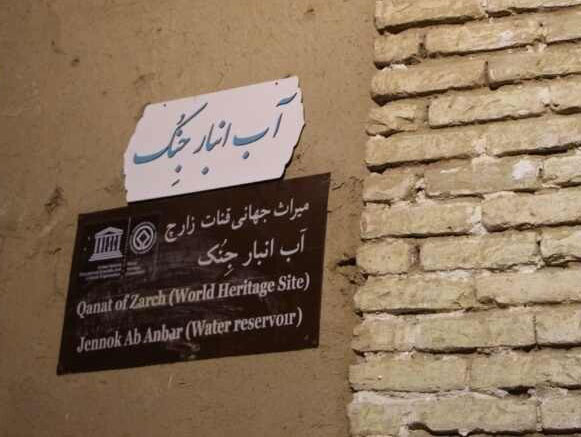 آب انبار جُنُک
میراث جهانی قنات زارچ
آب انبار جِنُک
Qanat of Zarch (World Heritage Site)
Jennok Ab Anbar (Water reservoir)